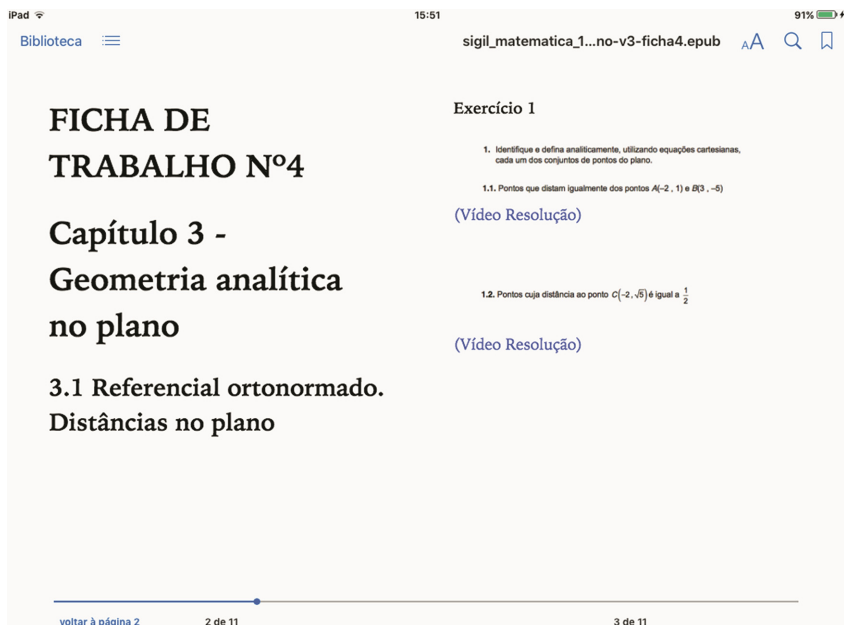 iPad
15:51
91%
Biblioteca
sigil_matematica_1...no-v3-ficha4.epub
AA
FICHA DE
TRABALHO Nº4
Capítulo 3 -
Geometria analítica
no plano
3.1 Referencial ortonormado.
Distâncias no plano
Exercício 1
1. Identifique e defina analiticamente, utilizando equações cartesianas,
cada um dos conjuntos de pontos do plano.
1.1. Pontos que distam igualmente dos pontos A(-2 , 1) e B(3 , -5)
(Vídeo Resolução)
1.2. Pontos cuja distância ao ponto C(-2, √5) é igual a 1/2
(Vídeo Resolução)
voltar à página 2
2 de 11
3 de 11